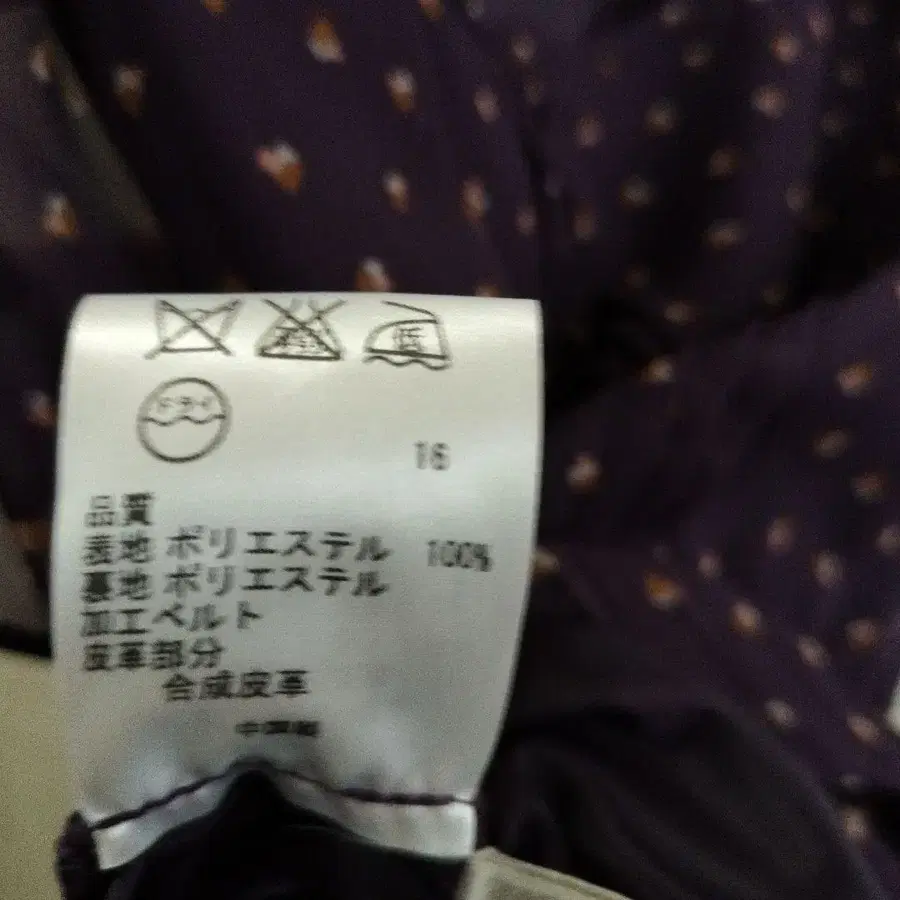 低
ドライ
16
品質
表地 ポリエステル 100%
裏地 ポリエステル
加工ベルト
皮革部分
合成皮革
中国製